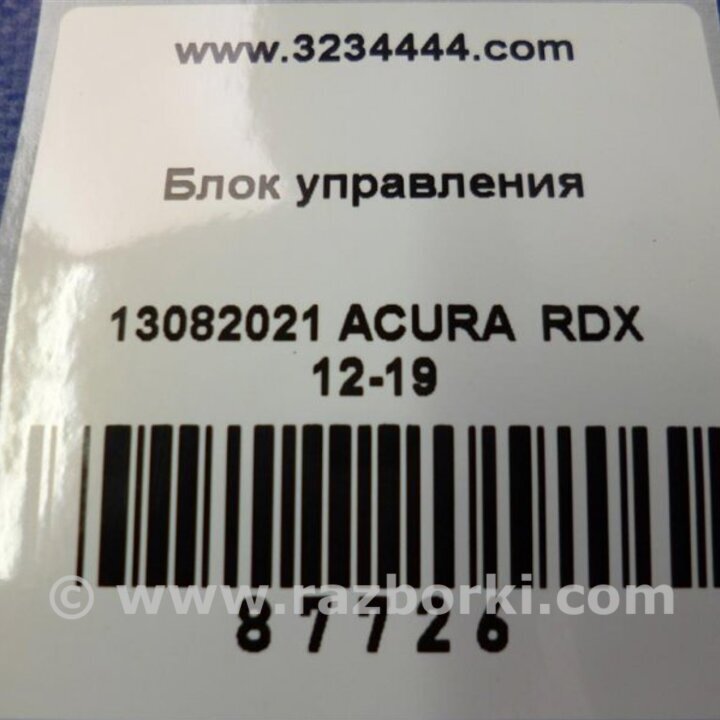 www.3234444.com
Блок управления
13082021 ACURA RDX
12-19
© www.razborki.com
87726